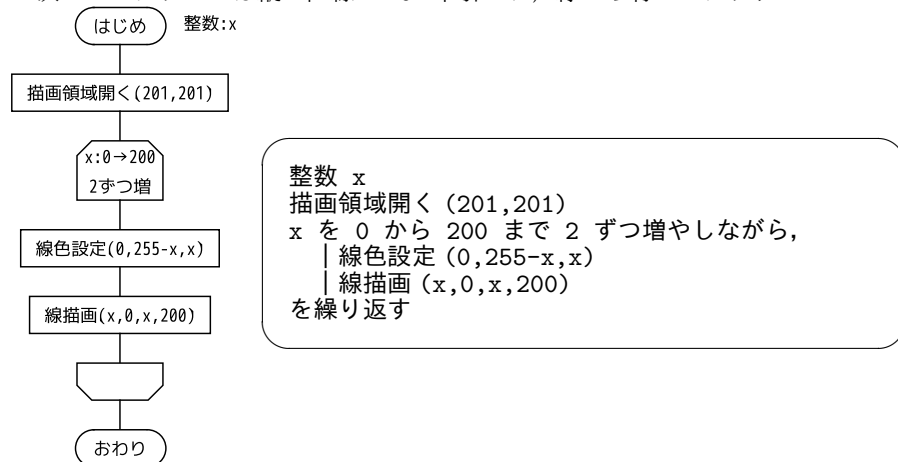 はじめ 整数:x
描画領域開く(201,201)
x:0→200
2ずつ増
線色設定(0,255-x,x)
線描画(x,0,x,200)
おわり
整数 x
描画領域開く (201,201)
x を 0 から 200 まで 2 ずつ増やしながら,
| 線色設定 (0,255-x,x)
| 線描画 (x,0,x,200)
を繰り返す